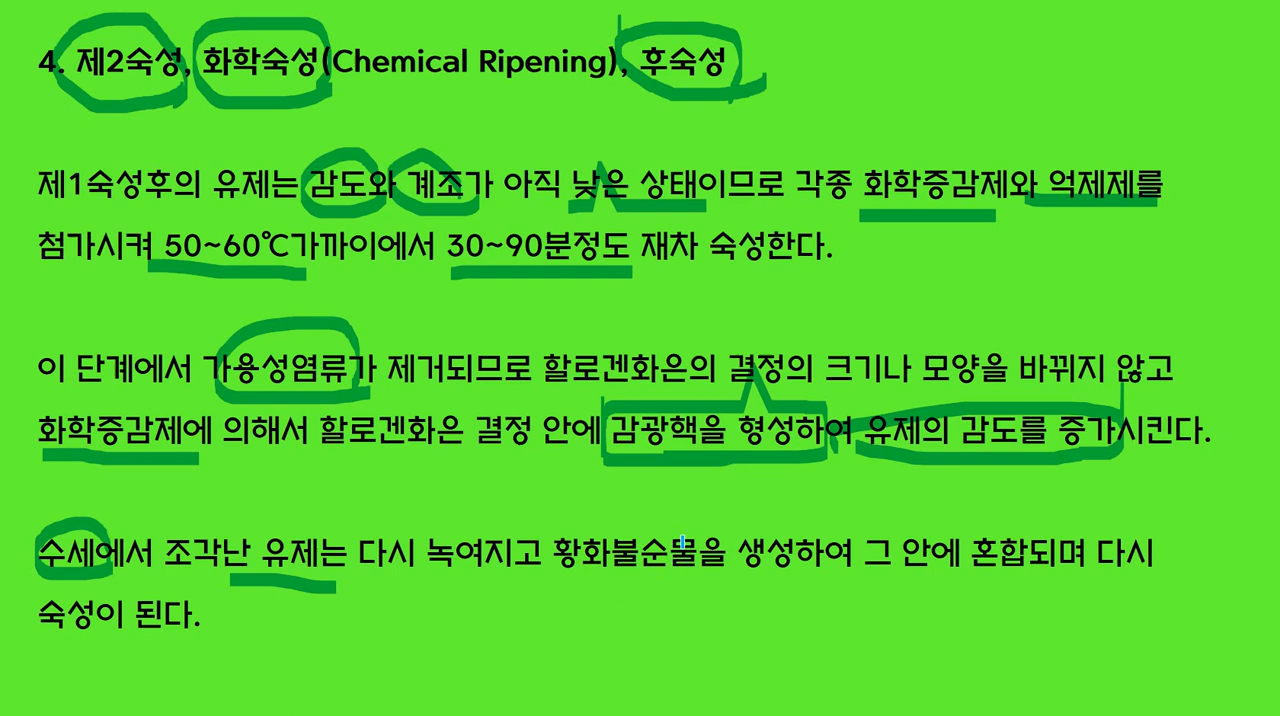 4. 제2숙성, 화학숙성(Chemical Ripening), 후숙성
제1숙성후의 유제는 감도와 계조가 아직 낮은 상태이므로 각종 화학증감제와 억제제를
첨가시켜 50~60℃가까이에서 30~90분정도 재차 숙성한다.
이 단계에서 가용성염류가 제거되므로 할로겐화은의 결정의 크기나 모양을 바뀌지 않고
화학증감제에 의해서 할로겐화은 결정 안에 감광핵을 형성하여 유제의 감도를 증가시킨다.
수세에서 조각난 유제는 다시 녹여지고 황화불순물을 생성하여 그 안에 혼합되며 다시
숙성이 된다.